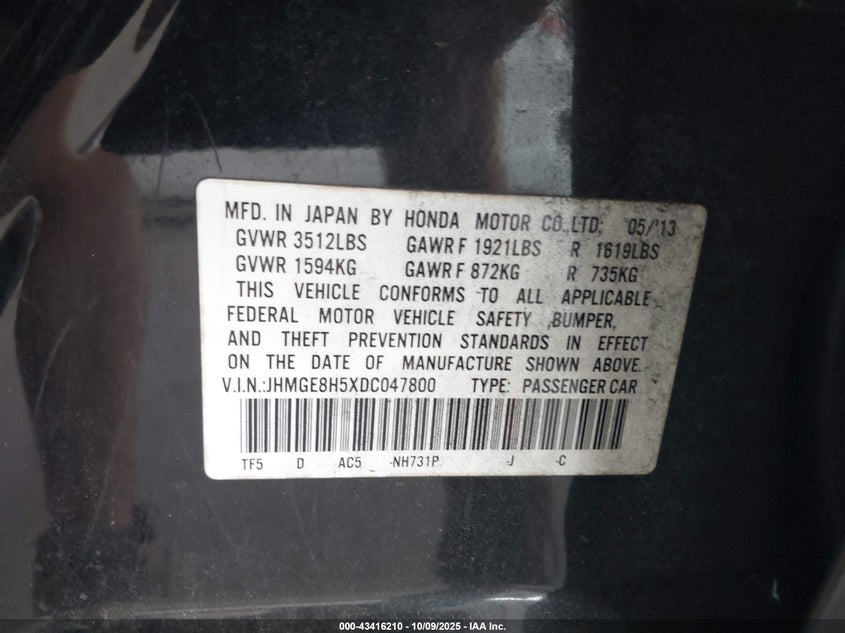 MFD. IN JAPAN BY HONDA MOTOR CO.,LTD; 05/'13
GVWR 3512LBS GAWR F 1921LBS R 1619LBS
GVWR 1594KG GAWR F 872KG R 735KG
THIS VEHICLE CONFORMS TO ALL APPLICABLE
FEDERAL MOTOR VEHICLE SAFETY ,BUMPER,
AND THEFT PREVENTION STANDARDS IN EFFECT
ON THE DATE OF MANUFACTURE SHOWN ABOVE.
V.I.N.:JHMGE8H5XDC047800 TYPE: PASSENGER CAR
TF5 D AC5 -NH731P -J -C
000-43416210 - 10/09/2025 - IAA Inc.